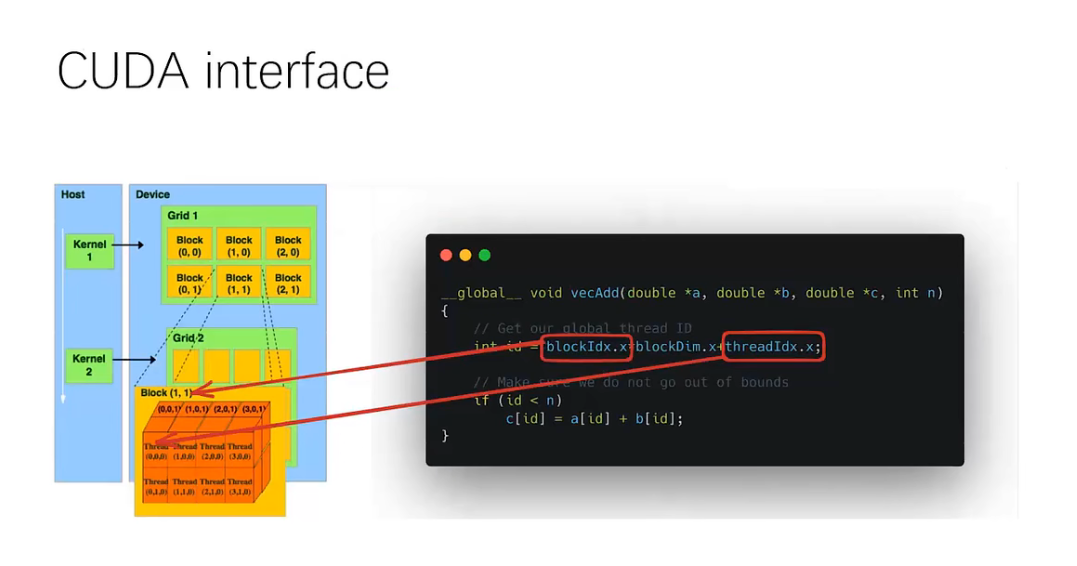 CUDA interface
Host
Device
Grid 1
Kernel
1
Block
(0, 0)
Block
(1, 0)
Block
(2, 0)
Block
(0, 1)
Block
(1, 1)
Block
(2, 1)
Grid 2
Kernel
2
Block (1, 1)
(0,0,1) (1,0,1) (2,0,1) (3,0,1)
Thread Thread Thread Thread
(0,0,0) (1,0,0) (2,0,0) (3,0,0)
Thread Thread Thread Thread
(0,1,0) (1,1,0) (2,1,0) (3,1,0)
__global__ void vecAdd(double *a, double *b, double *c, int n)
{
// Get our global thread ID
int id = blockIdx.x*blockDim.x+threadIdx.x;
// Make sure we do not go out of bounds
if (id < n)
c[id] = a[id] + b[id];
}